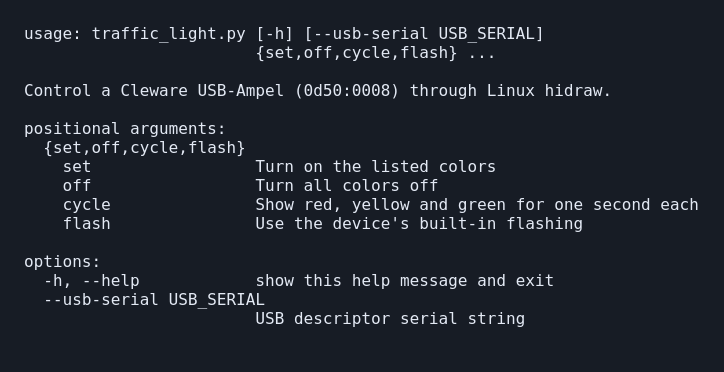 usage: traffic_light.py [-h] [--usb-serial USB_SERIAL]
                        {set,off,cycle,flash} ...

Control a Cleware USB-Ampel (0d50:0008) through Linux hidraw.

positional arguments:
  {set,off,cycle,flash}
    set                 Turn on the listed colors
    off                 Turn all colors off
    cycle               Show red, yellow and green for one second each
    flash               Use the device's built-in flashing

options:
  -h, --help            show this help message and exit
  --usb-serial USB_SERIAL
                        USB descriptor serial string